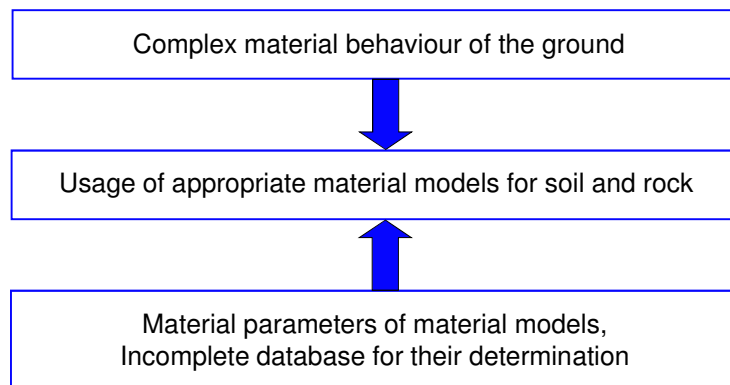 Complex material behaviour of the ground
Usage of appropriate material models for soil and rock
Material parameters of material models,
Incomplete database for their determination